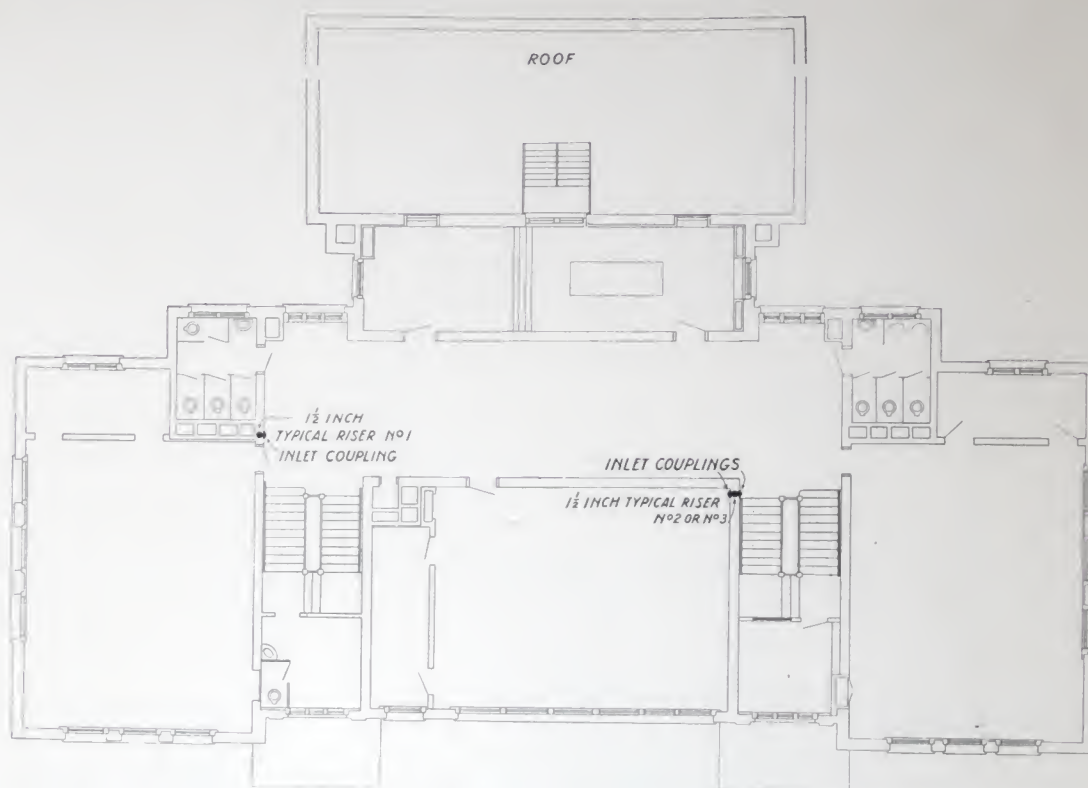 ROOF
1½ INCH
TYPICAL RISER Nº1
INLET COUPLING
INLET COUPLINGS
1½ INCH TYPICAL RISER
Nº2 OR Nº3